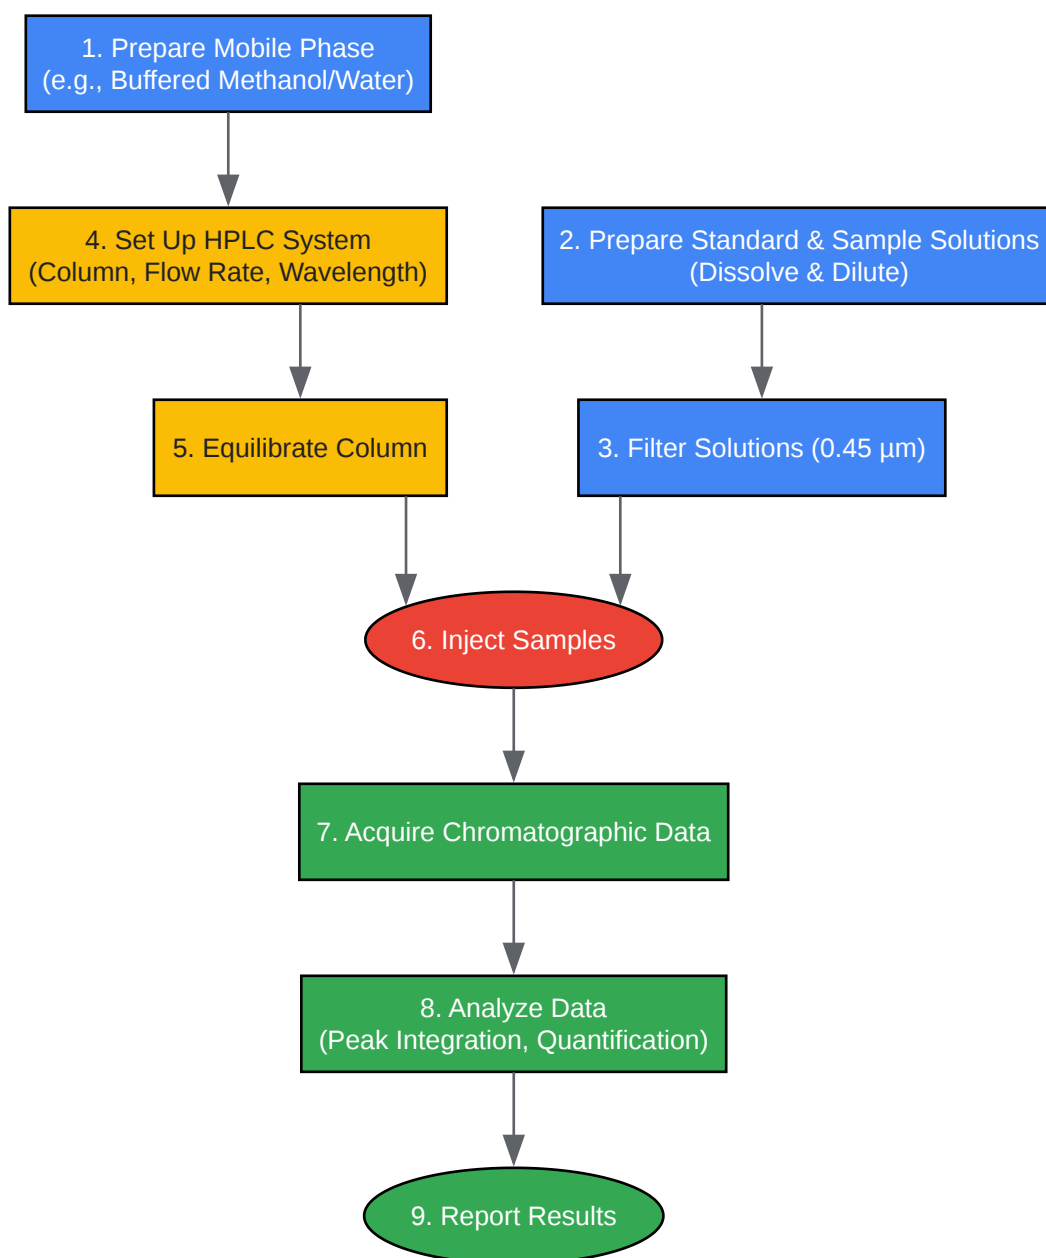 1. Prepare Mobile Phase
(e.g., Buffered Methanol/Water)
4. Set Up HPLC System
(Column, Flow Rate, Wavelength)
2. Prepare Standard & Sample Solutions
(Dissolve & Dilute)
5. Equilibrate Column
3. Filter Solutions (0.45 µm)
6. Inject Samples
7. Acquire Chromatographic Data
8. Analyze Data
(Peak Integration, Quantification)
9. Report Results